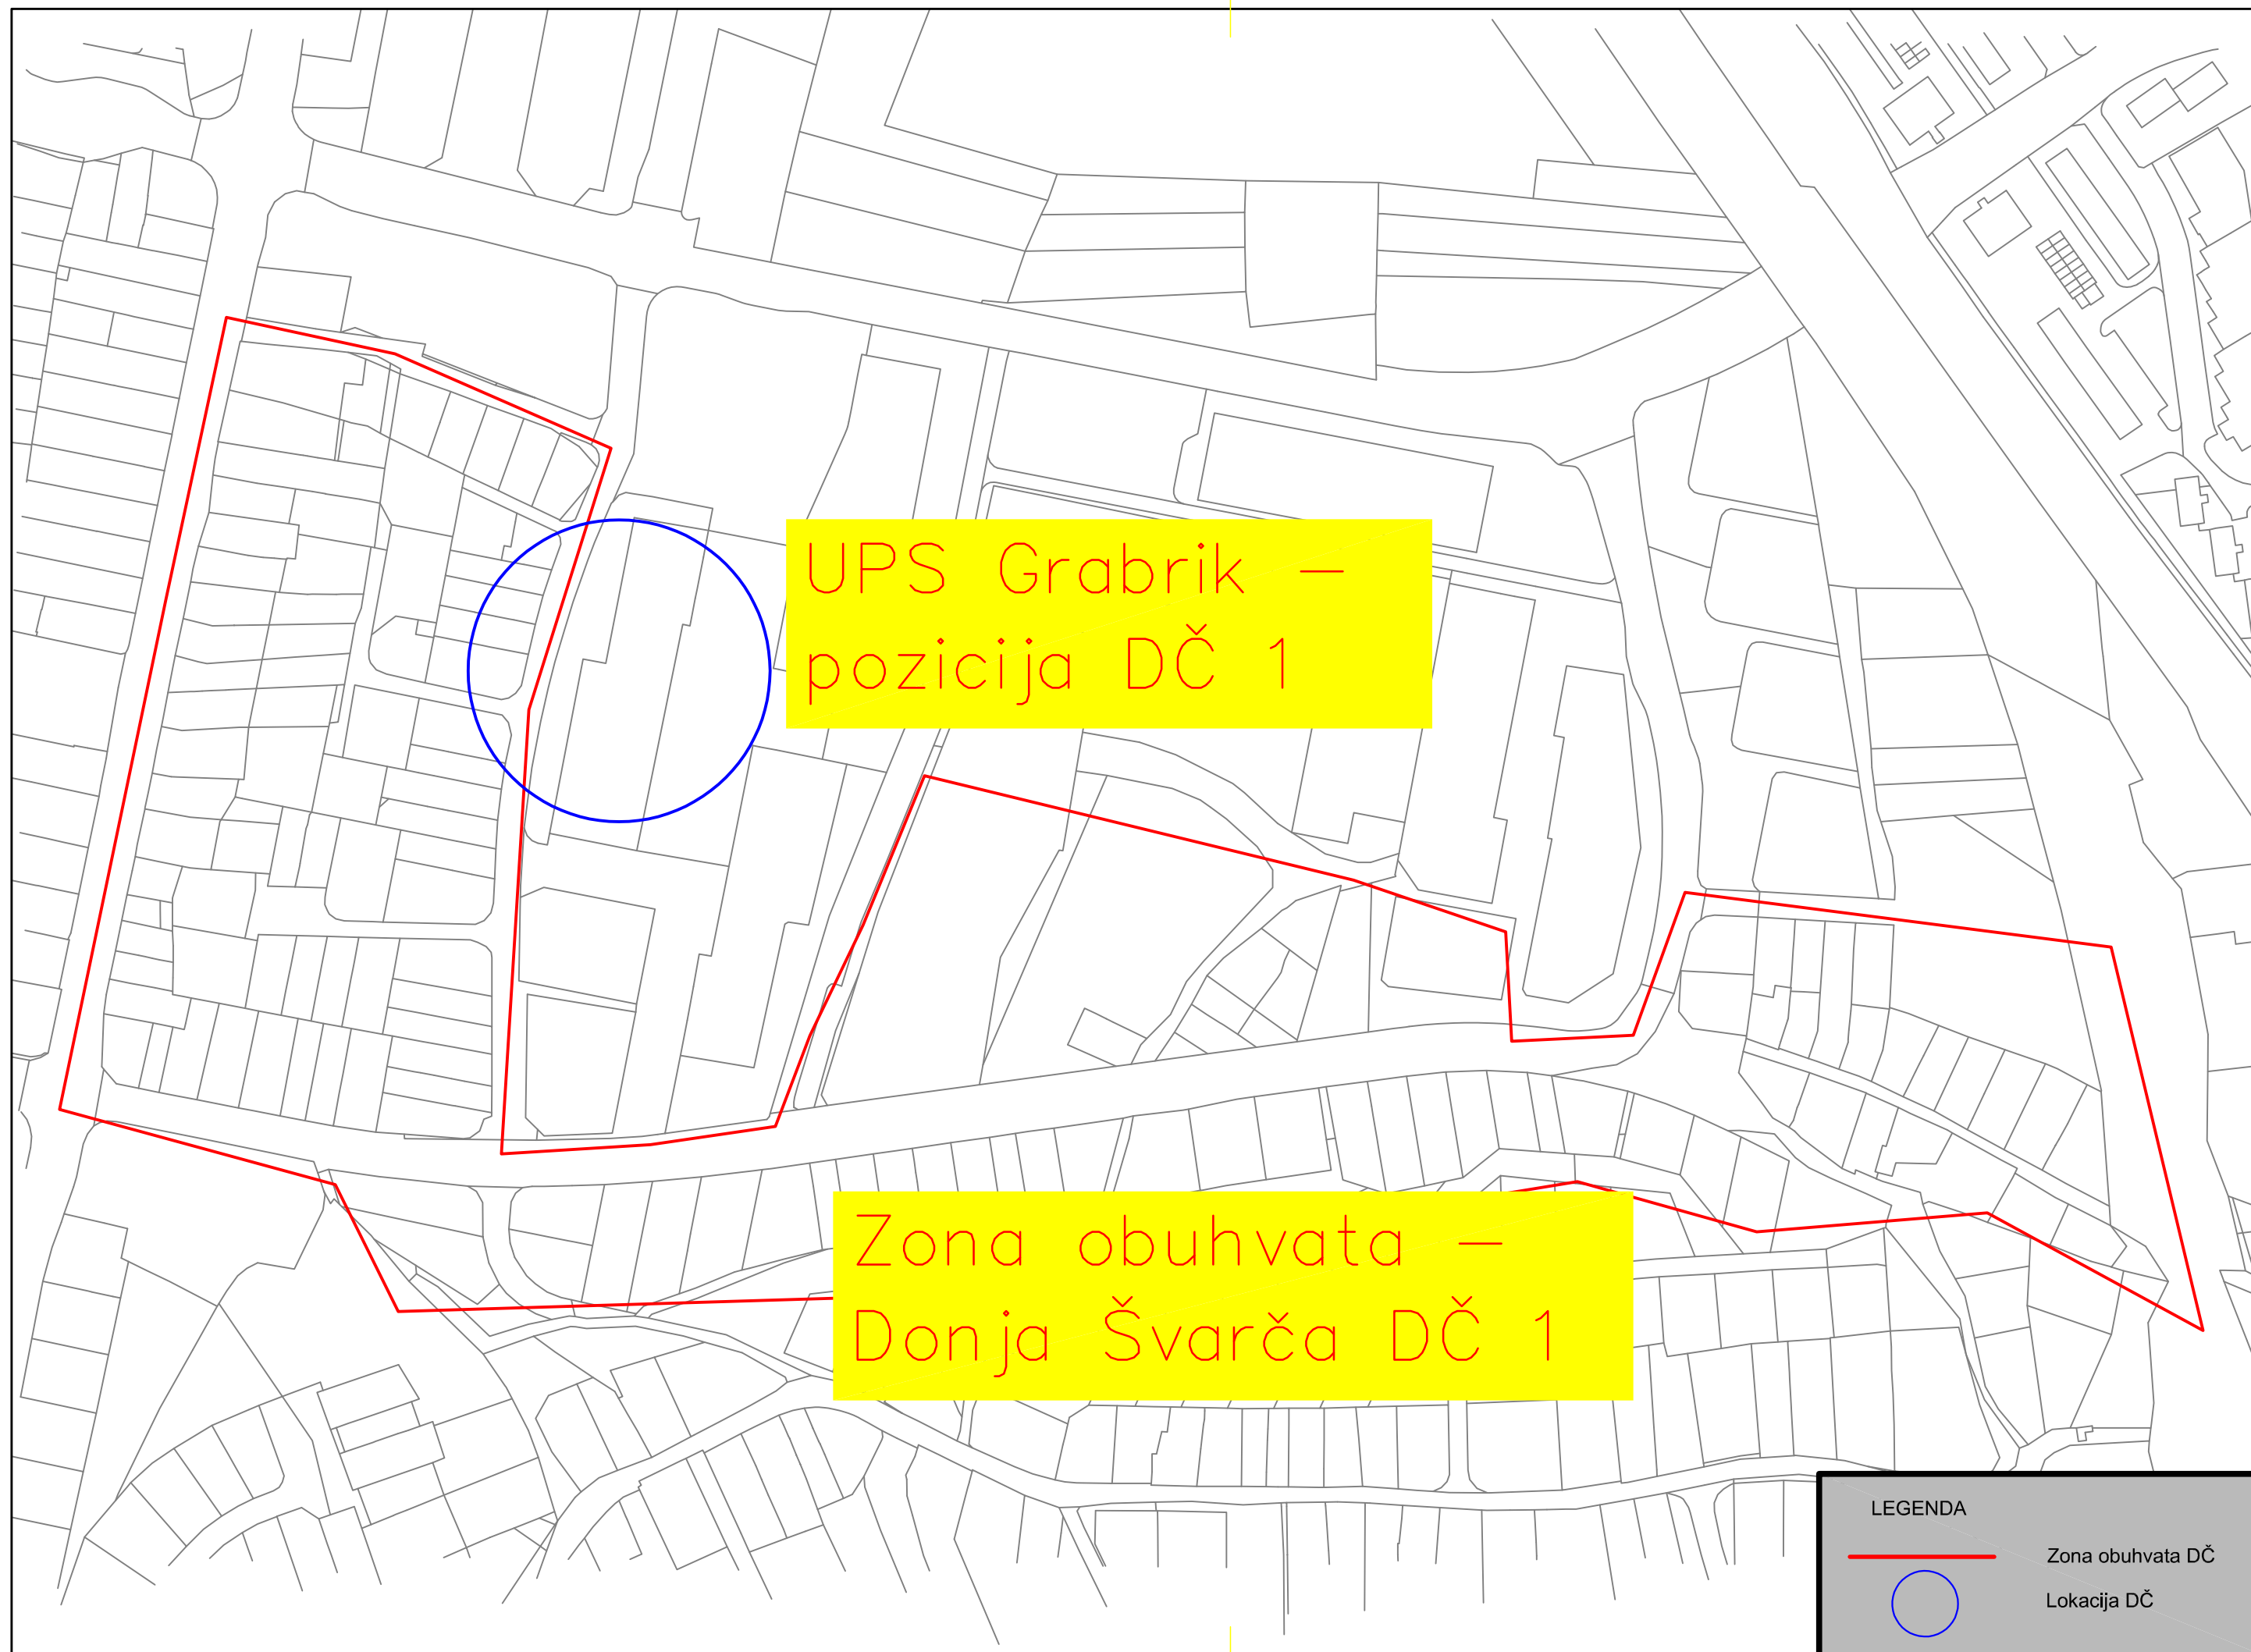 UPS Grabrik –
pozicija DČ 1
Zona obuhvata –
Donja Švarča DČ 1
LEGENDA
Zona obuhvata DČ
Lokacija DČ